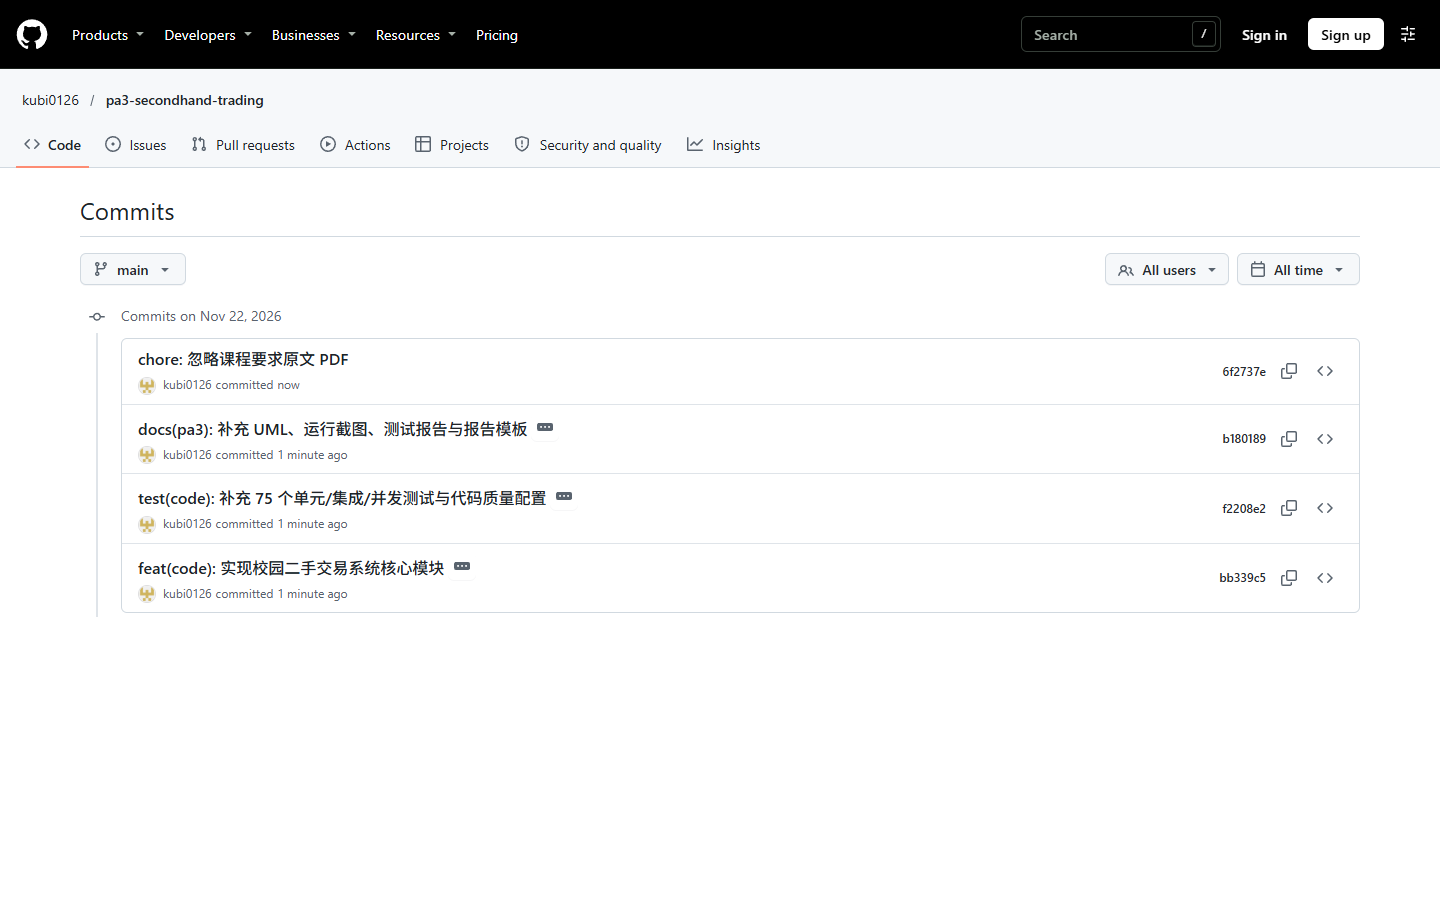 Products Developers Businesses Resources Pricing Search / Sign in Sign up
kubi0126 / pa3-secondhand-trading
Code Issues Pull requests Actions Projects Security and quality Insights
Commits
main All users All time
Commits on Nov 22, 2026
chore: 忽略课程要求原文 PDF
kubi0126 committed now
6f2737e
docs(pa3): 补充 UML、运行截图、测试报告与报告模板
kubi0126 committed 1 minute ago
b180189
test(code): 补充 75 个单元/集成/并发测试与代码质量配置
kubi0126 committed 1 minute ago
f2208e2
feat(code): 实现校园二手交易系统核心模块
kubi0126 committed 1 minute ago
bb339c5